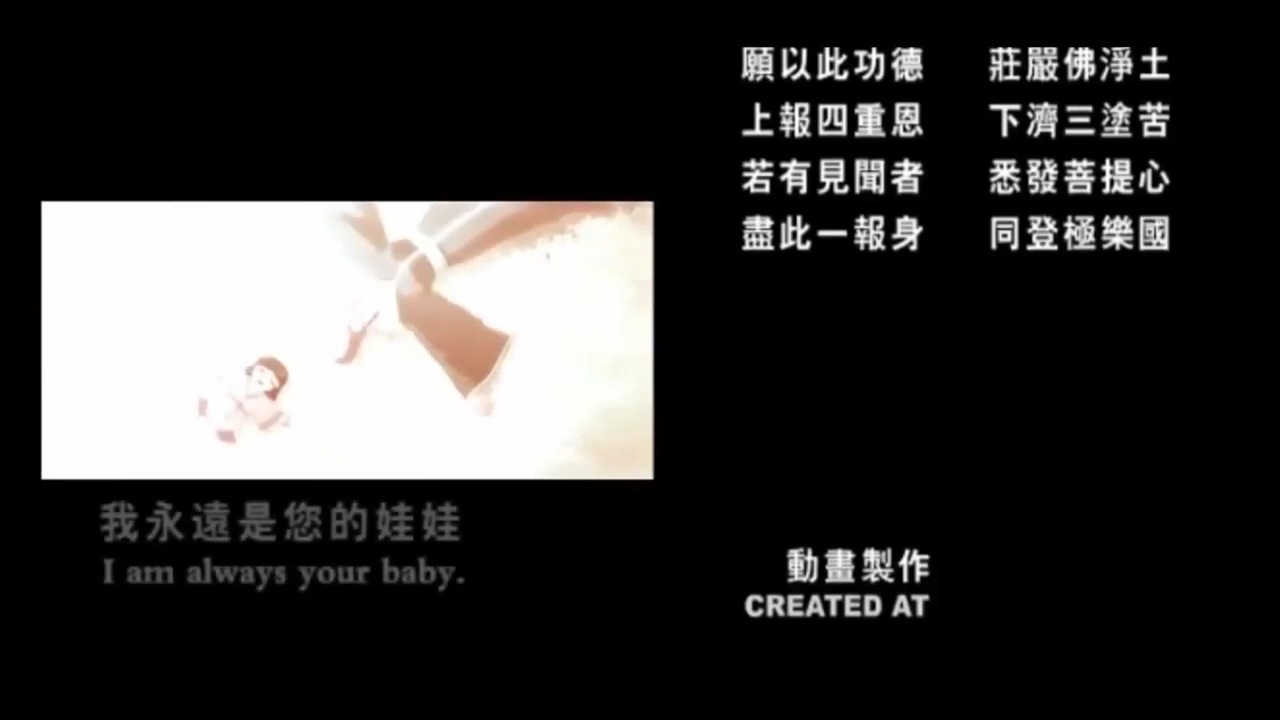 願以此功德 莊嚴佛淨土
上報四重恩 下濟三塗苦
若有見聞者 悉發菩提心
盡此一報身 同登極樂國
我永遠是您的娃娃
I am always your baby.
動畫製作
CREATED AT